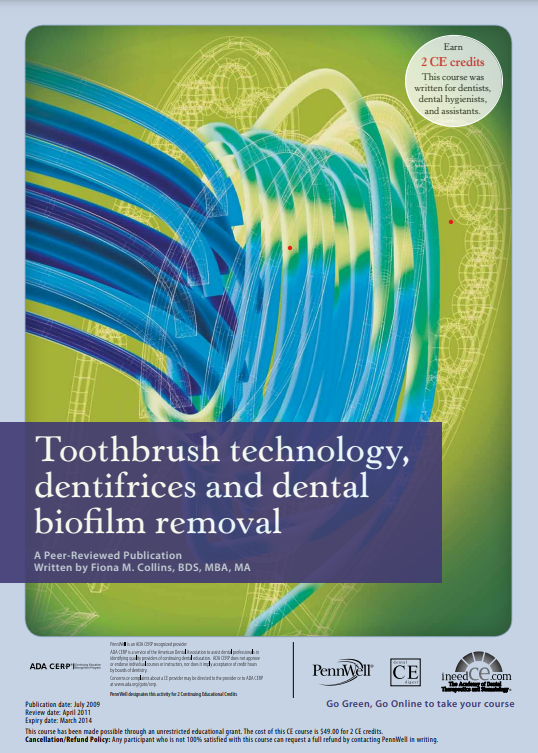 Earn
2 CE credits
This course was
written for dentists,
dental hygienists,
and assistants.
Toothbrush technology,
dentifrices and dental
biofilm removal
A Peer-Reviewed Publication
Written by Fiona M. Collins, BDS, MBA, MA
PennWell is an ADA CERP recognized provider
ADA CERP is a service of the American Dental Association to assist dental professionals in
identifying quality providers of continuing dental education. ADA CERP does not approve
or endorse individual courses or instructors, nor does it imply acceptance of credit hours
by boards of dentistry.
Concerns or complaints about a CE provider may be directed to the provider or to ADA CERP
at www.ada.org/goto/cerp.
PennWell designates this activity for 2 Continuing Educational Credits
ADA CERP® Continuing Education
Recognition Program
PennWell®
dental
CE
digest
ineedCE.com
The Academy of Dental
Therapeutics and Stomatology
Go Green, Go Online to take your course
Publication date: July 2009
Review date: April 2011
Expiry date: March 2014
This course has been made possible through an unrestricted educational grant. The cost of this CE course is $49.00 for 2 CE credits.
Cancellation/Refund Policy: Any participant who is not 100% satisfied with this course can request a full refund by contacting PennWell in writing.